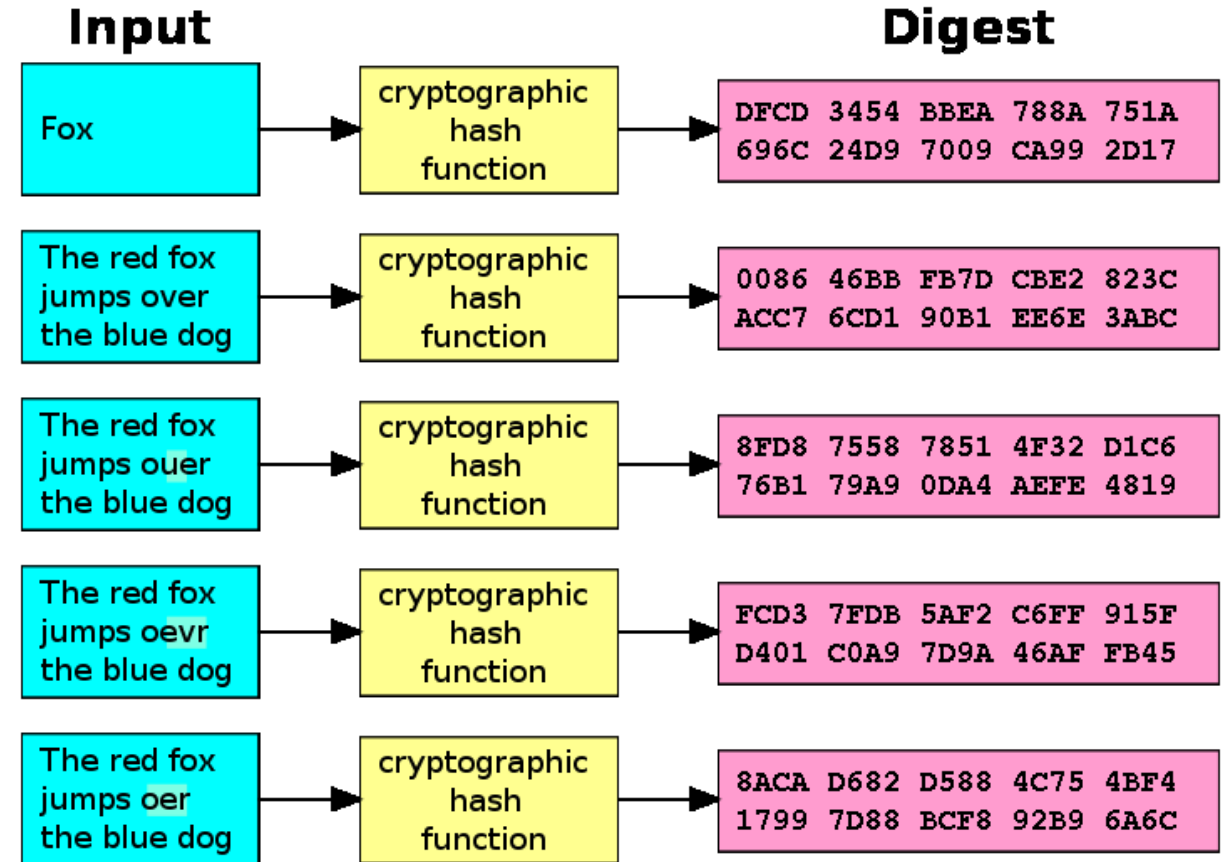 Input
Digest
Fox
cryptographic
hash
function
DFCD 3454 BBEA 788A 751A
696C 24D9 7009 CA99 2D17
The red fox
jumps over
the blue dog
cryptographic
hash
function
0086 46BB FB7D CBE2 823C
ACC7 6CD1 90B1 EE6E 3ABC
The red fox
jumps ouer
the blue dog
cryptographic
hash
function
8FD8 7558 7851 4F32 D1C6
76B1 79A9 0DA4 AEFE 4819
The red fox
jumps oevr
the blue dog
cryptographic
hash
function
FCD3 7FDB 5AF2 C6FF 915F
D401 C0A9 7D9A 46AF FB45
The red fox
jumps oer
the blue dog
cryptographic
hash
function
8ACA D682 D588 4C75 4BF4
1799 7D88 BCF8 92B9 6A6C